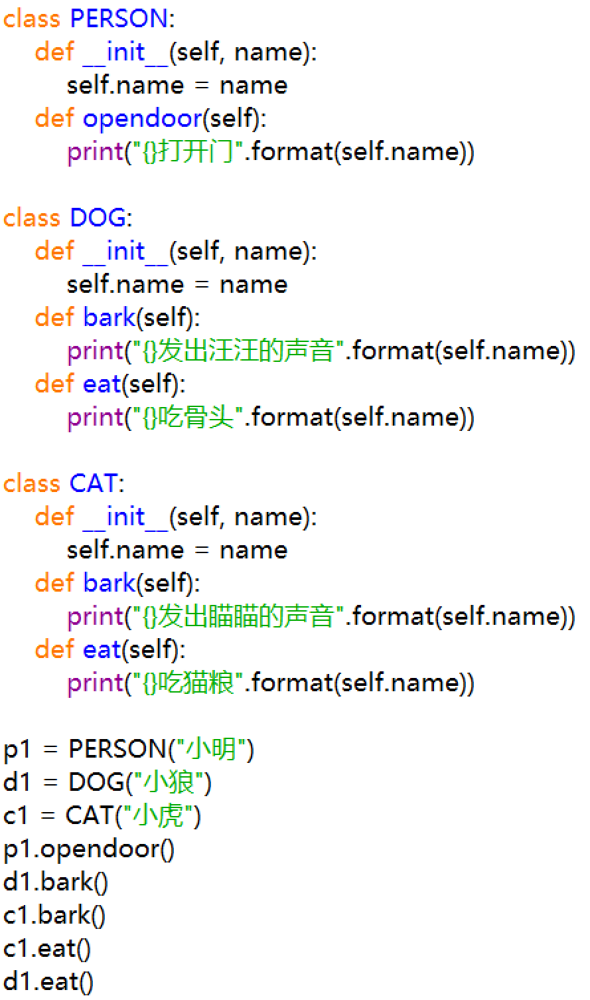 class PERSON:
    def __init__(self, name):
        self.name = name
    def opendoor(self):
        print("{}打开门".format(self.name))

class DOG:
    def __init__(self, name):
        self.name = name
    def bark(self):
        print("{}发出汪汪的声音".format(self.name))
    def eat(self):
        print("{}吃骨头".format(self.name))

class CAT:
    def __init__(self, name):
        self.name = name
    def bark(self):
        print("{}发出瞄瞄的声音".format(self.name))
    def eat(self):
        print("{}吃猫粮".format(self.name))

p1 = PERSON("小明")
d1 = DOG("小狼")
c1 = CAT("小虎")
p1.opendoor()
d1.bark()
c1.bark()
c1.eat()
d1.eat()